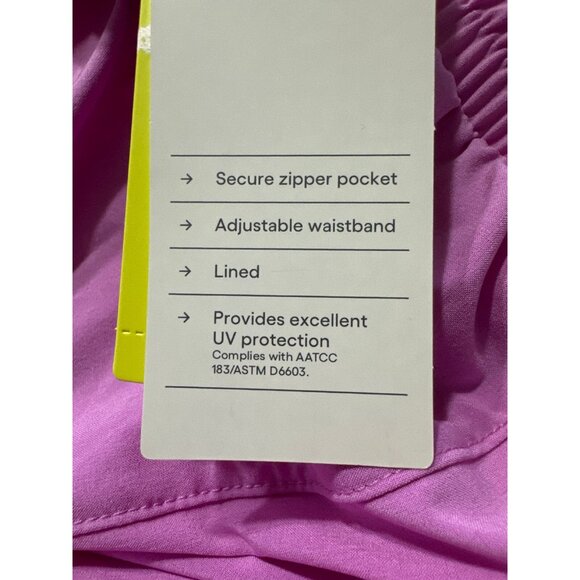 → Secure zipper pocket
→ Adjustable waistband
→ Lined
→ Provides excellent
UV protection
Complies with AATCC
183/ASTM D6603.